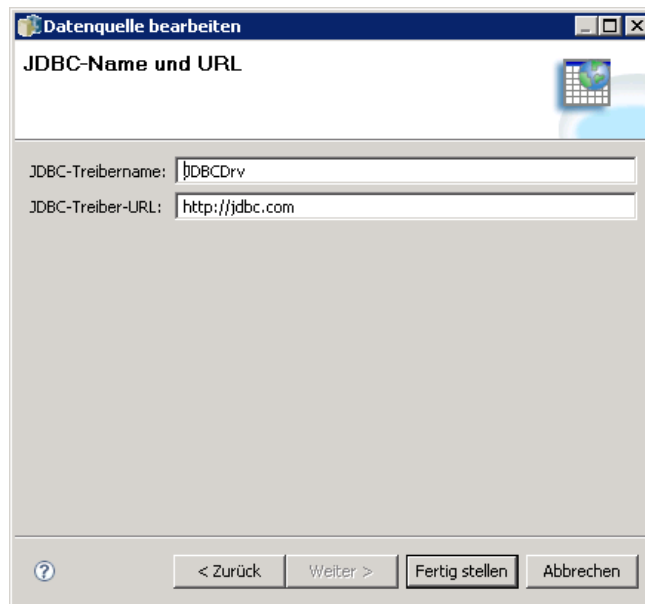 Datenquelle bearbeiten
JDBC-Name und URL
JDBC-Treibername: JDBCDrv
JDBC-Treiber-URL: http://jdbc.com
? < Zurück Weiter > Fertig stellen Abbrechen